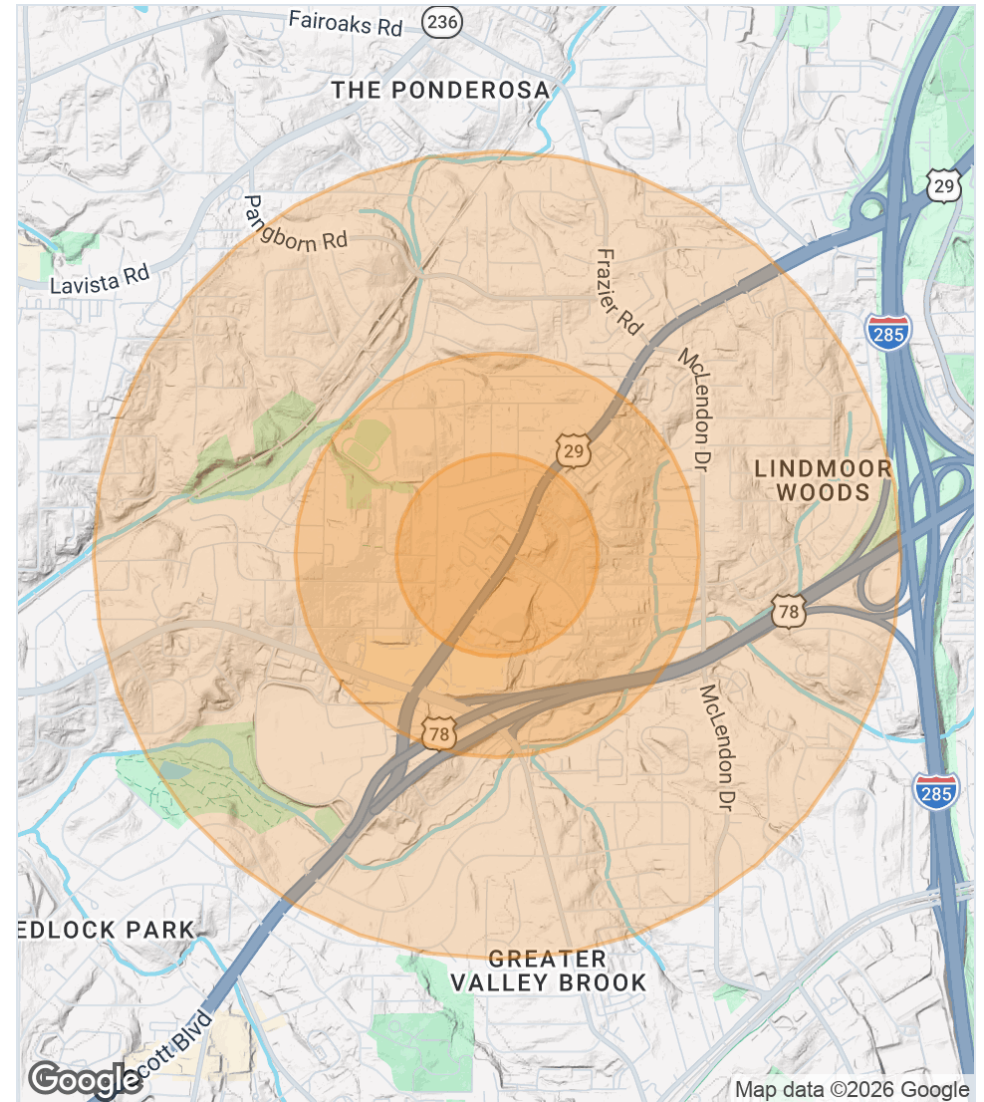 Fairoaks Rd
236
THE PONDEROSA
29
Pangborn Rd
Lavista Rd
Frazier Rd
285
McLendon Dr
29
LINDMOOR
WOODS
78
McLendon Dr
78
285
EDLOCK PARK
GREATER
VALLEY BROOK
cott Blvd
Google
Map data ©2026 Google